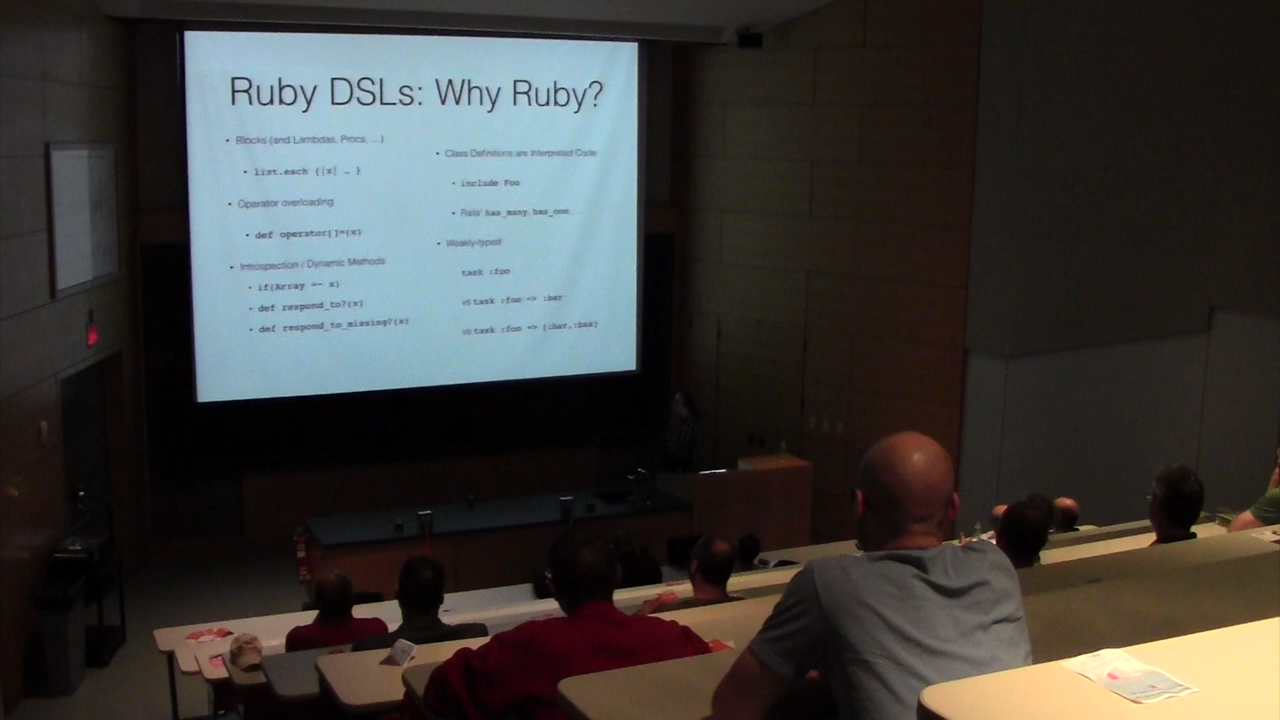 Ruby DSLs: Why Ruby?
• Blocks (and Lambdas, Procs, ...)
• list.each {|x| … }
• Operator overloading
• def operator[]=(x)
• Introspection / Dynamic Methods
• if(Array =~ x)
• def respond_to?(x)
• def respond_to_missing?(x)
• Class Definitions are Interpreted Code
• include Foo
• Rails' has_many, has_one
• Weakly-typed
task :foo
vs task :foo => :bar
vs task :foo => [:bar,:baz]